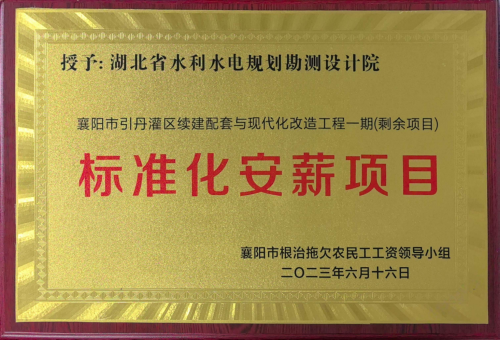 授予: 湖北省水利水电规划勘测设计院
襄阳市引丹灌区续建配套与现代化改造工程一期(剩余项目)
标准化安薪项目
襄阳市根治拖欠农民工工资领导小组
二〇二三年六月十六日